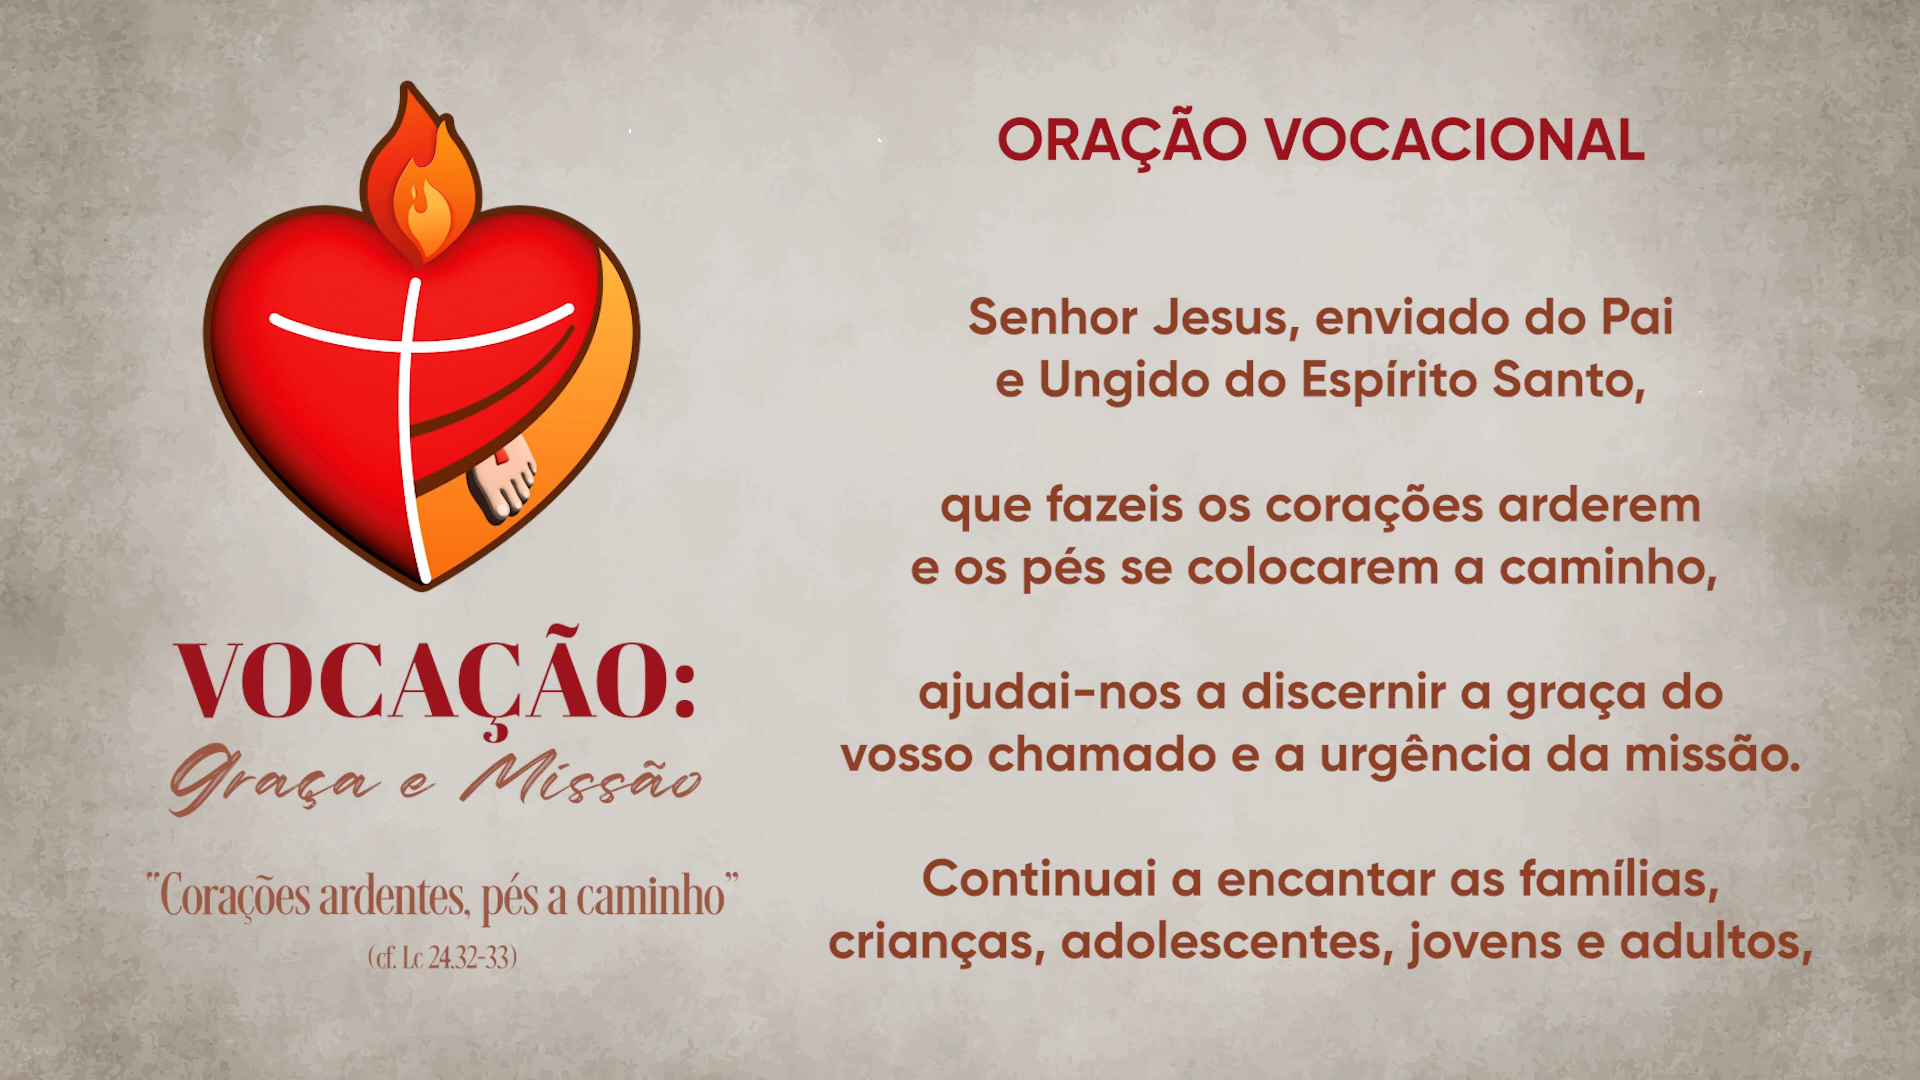 VOCAÇÃO:
Graça e Missão
“Corações ardentes, pés a caminho”
(cf. Lc 24,32-33)
ORAÇÃO VOCACIONAL
Senhor Jesus, enviado do Pai
e Ungido do Espírito Santo,
que fazeis os corações arderem
e os pés se colocarem a caminho,
ajudai-nos a discernir a graça do
vosso chamado e a urgência da missão.
Continuai a encantar as famílias,
crianças, adolescentes, jovens e adultos,